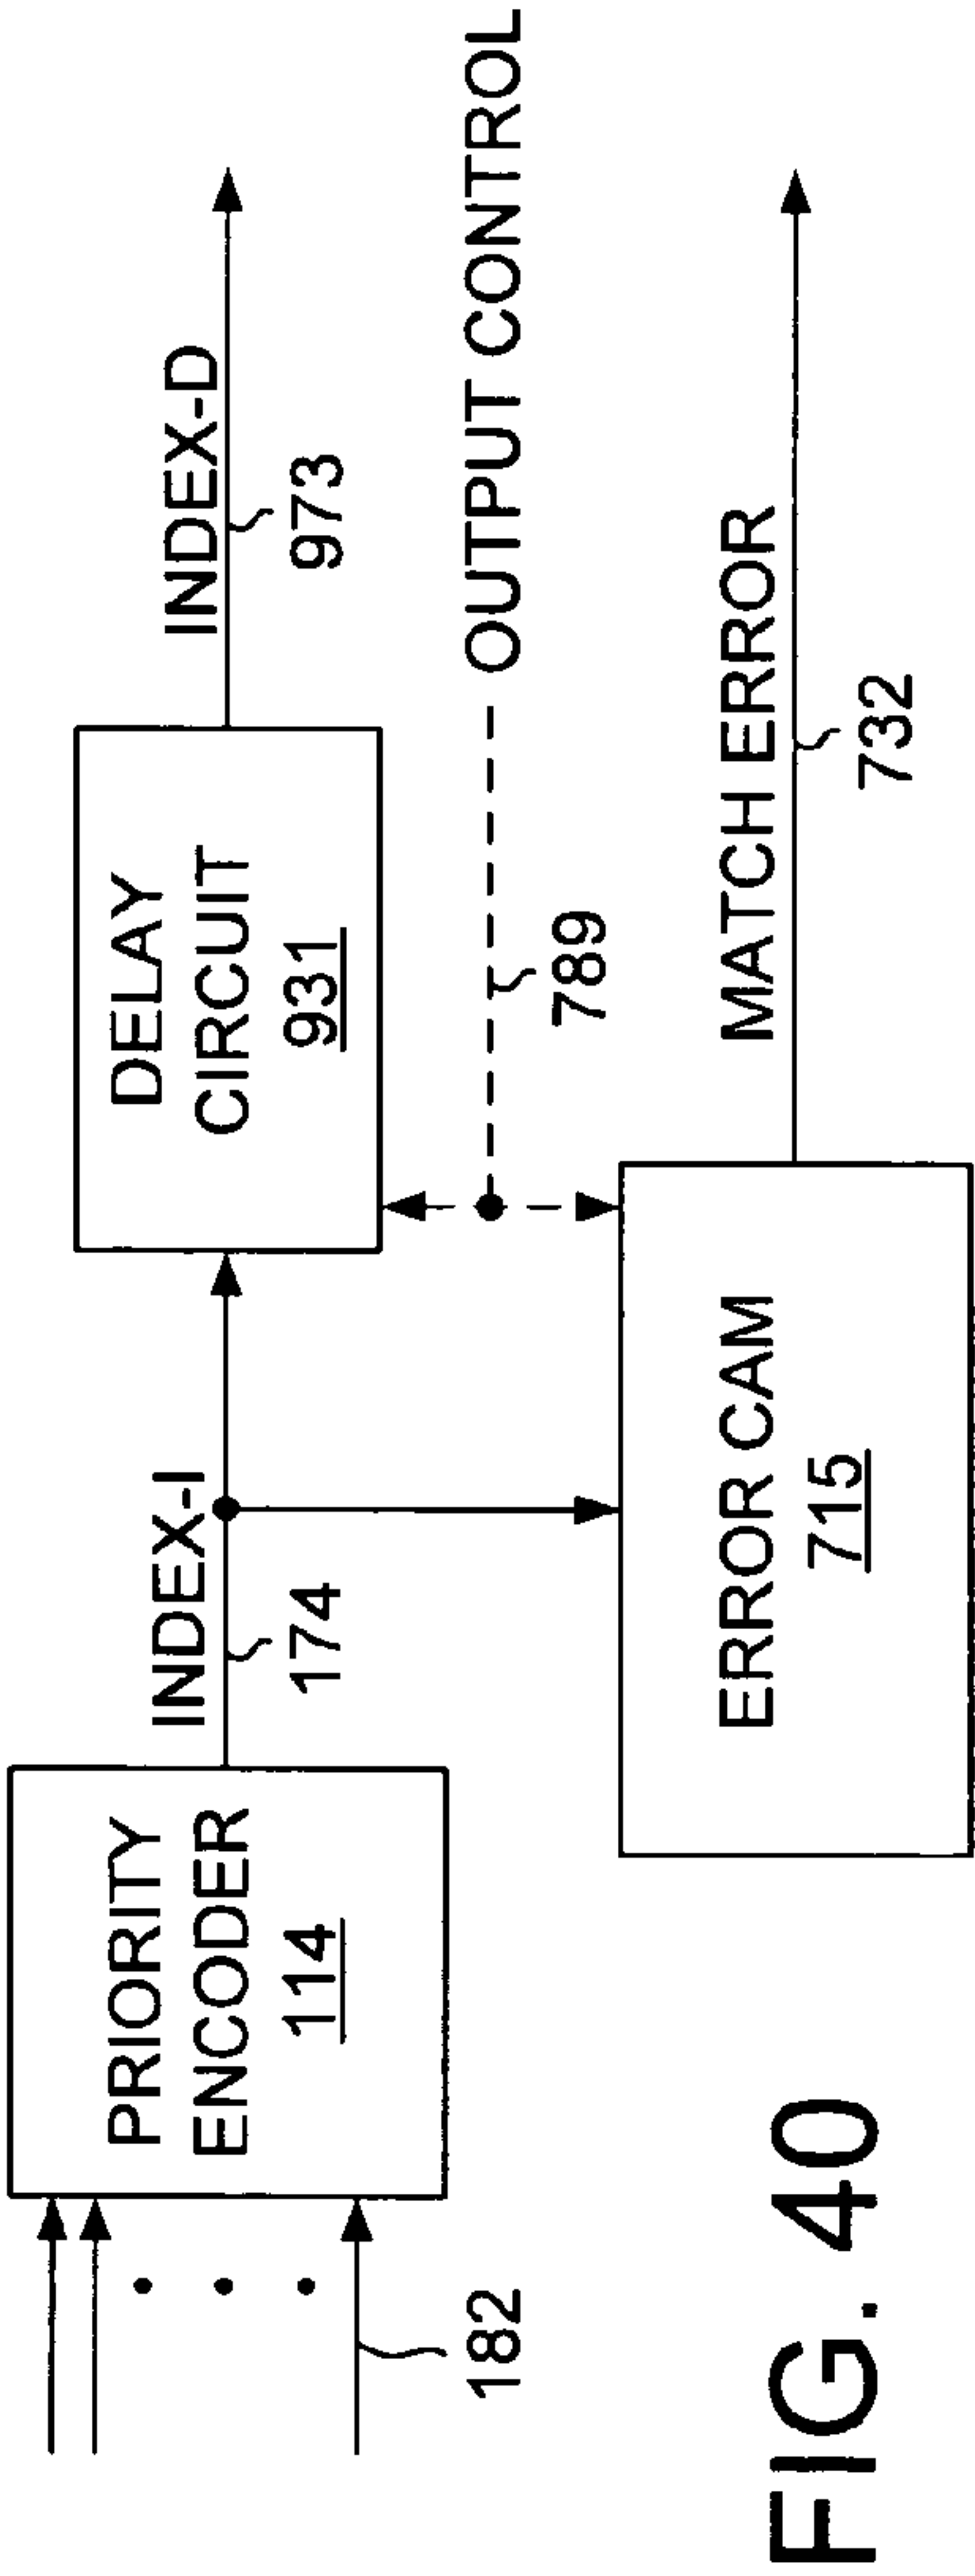 PRIORITY
ENCODER
114
182
INDEX-I
174
DELAY
CIRCUIT
931
INDEX-D
973
OUTPUT CONTROL
789
ERROR CAM
715
MATCH ERROR
732
FIG. 40